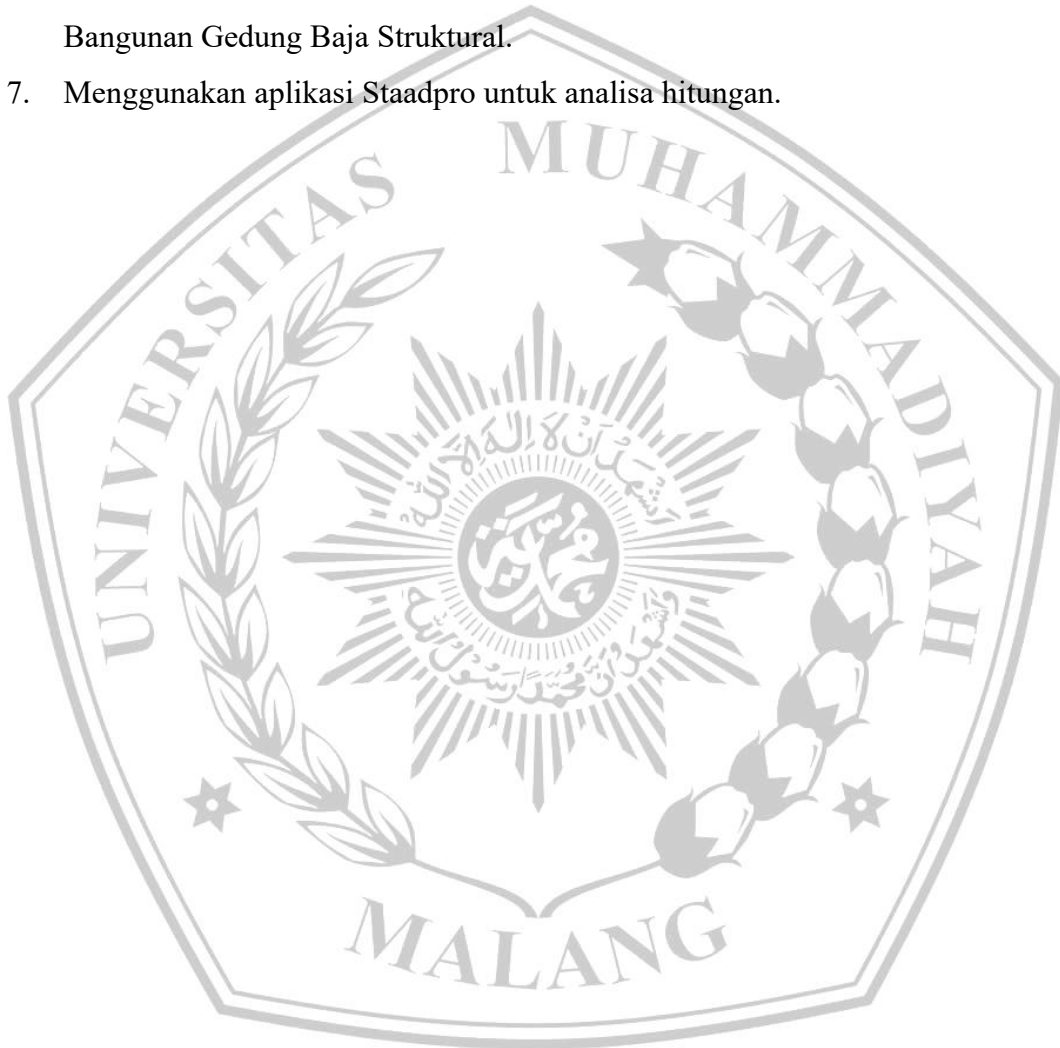 Bangunan Gedung Baja Struktural.
7. Menggunakan aplikasi Staadpro untuk analisa hitungan.
UNIVERSITAS MUHAMMADIYAH
MALANG